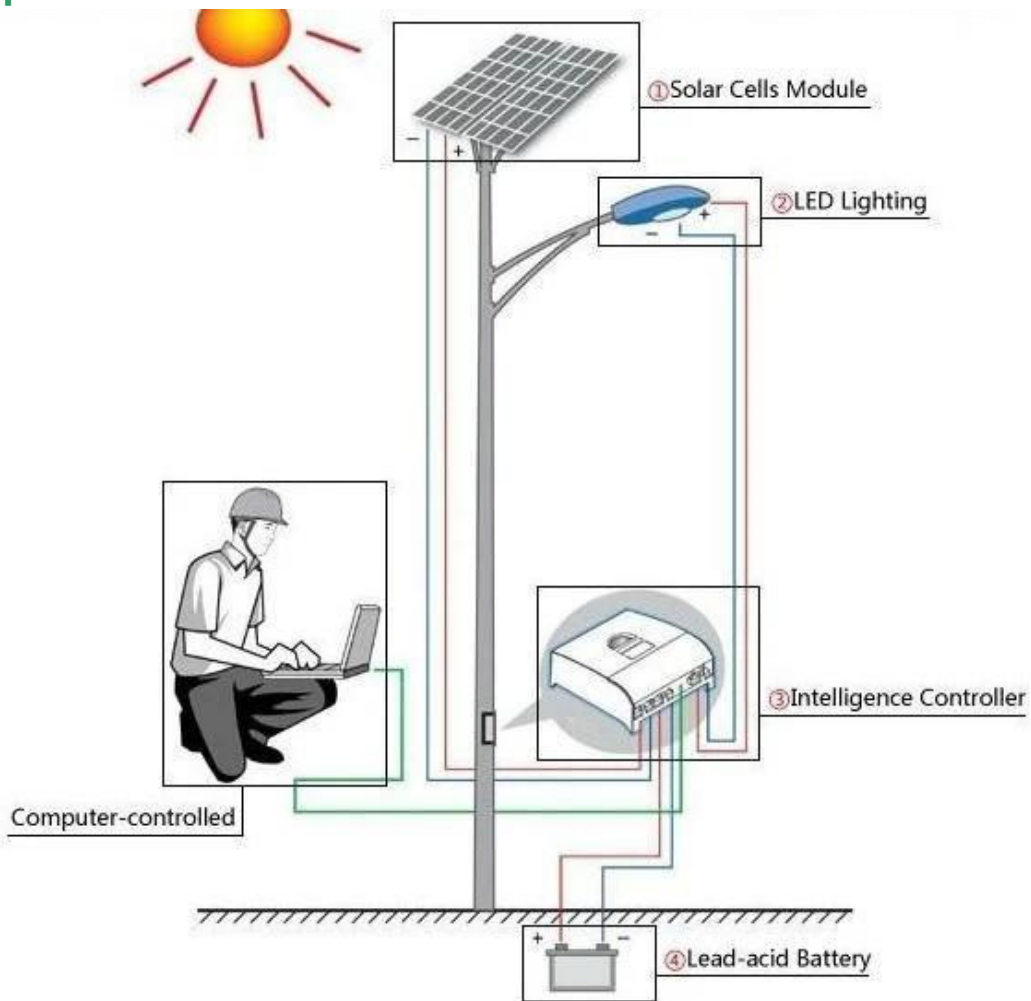 ①Solar Cells Module
− +
②LED Lighting
+
−
③Intelligence Controller
Computer-controlled
+ −
④Lead-acid Battery